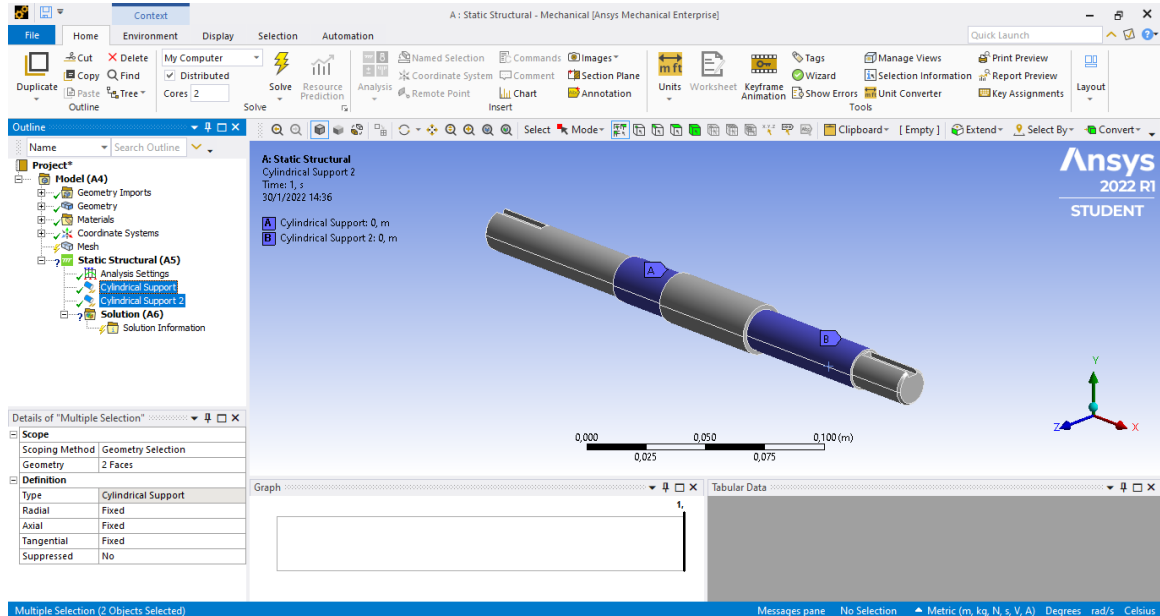 Context
A : Static Structural - Mechanical [Ansys Mechanical Enterprise]
File Home Environment Display Selection Automation
Quick Launch
Duplicate
Cut
Copy
Paste
Delete
Find
Tree
Outline
My Computer
Distributed
Cores 2
Solve
Resource Prediction
Solve
Analysis
Named Selection
Coordinate System
Remote Point
Commands
Comment
Chart
Images
Section Plane
Annotation
Insert
Units
Worksheet
Keyframe Animation
Tags
Wizard
Show Errors
Manage Views
Selection Information
Unit Converter
Print Preview
Report Preview
Key Assignments
Tools
Layout
Outline
Select Mode Clipboard [ Empty ] Extend Select By Convert
Name Search Outline
Project*
Model (A4)
Geometry Imports
Geometry
Materials
Coordinate Systems
Mesh
Static Structural (A5)
Analysis Settings
Cylindrical Support
Cylindrical Support 2
Solution (A6)
Solution Information
A: Static Structural
Cylindrical Support 2
Time: 1, s
30/1/2022 14:36
A Cylindrical Support: 0, m
B Cylindrical Support 2: 0, m
Ansys
2022 R1
STUDENT
A
B
0,000 0,050 0,100 (m)
0,025 0,075
Y
Z X
Details of "Multiple Selection"
Scope
Scoping Method Geometry Selection
Geometry 2 Faces
Definition
Type Cylindrical Support
Radial Fixed
Axial Fixed
Tangential Fixed
Suppressed No
Graph
1,
Tabular Data
Multiple Selection (2 Objects Selected)
Messages pane No Selection Metric (m, kg, N, s, V, A) Degrees rad/s Celsius